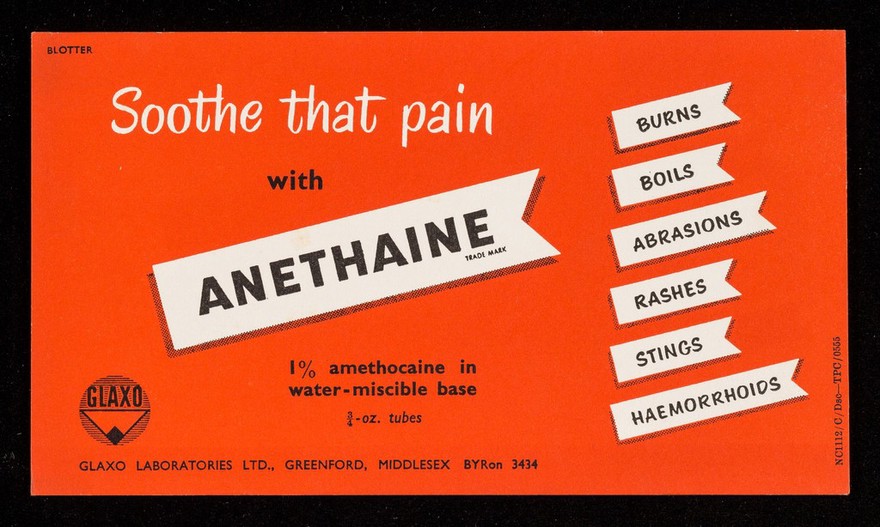 BLOTTER
Soothe that pain
with
ANETHAINE
TRADE MARK
1% amethocaine in
water-miscible base
¾-oz. tubes
GLAXO
GLAXO LABORATORIES LTD., GREENFORD, MIDDLESEX BYRon 3434
BURNS
BOILS
ABRASIONS
RASHES
STINGS
HAEMORRHOIDS
NC1112/C/Dso—TPC/0555